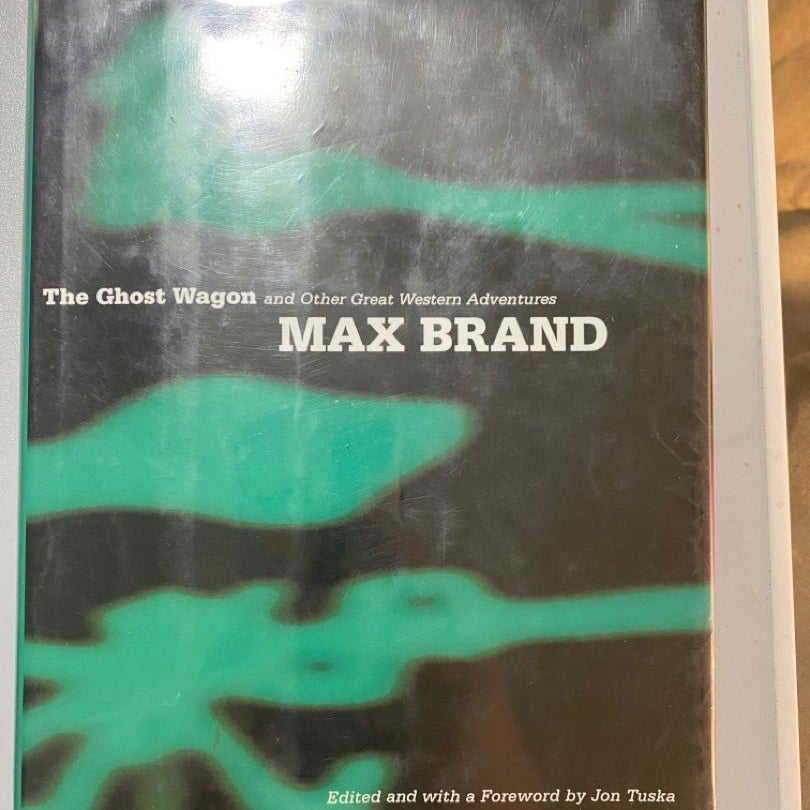 The Ghost Wagon and Other Great Western Adventures
MAX BRAND
Edited and with a Foreword by Jon Tuska